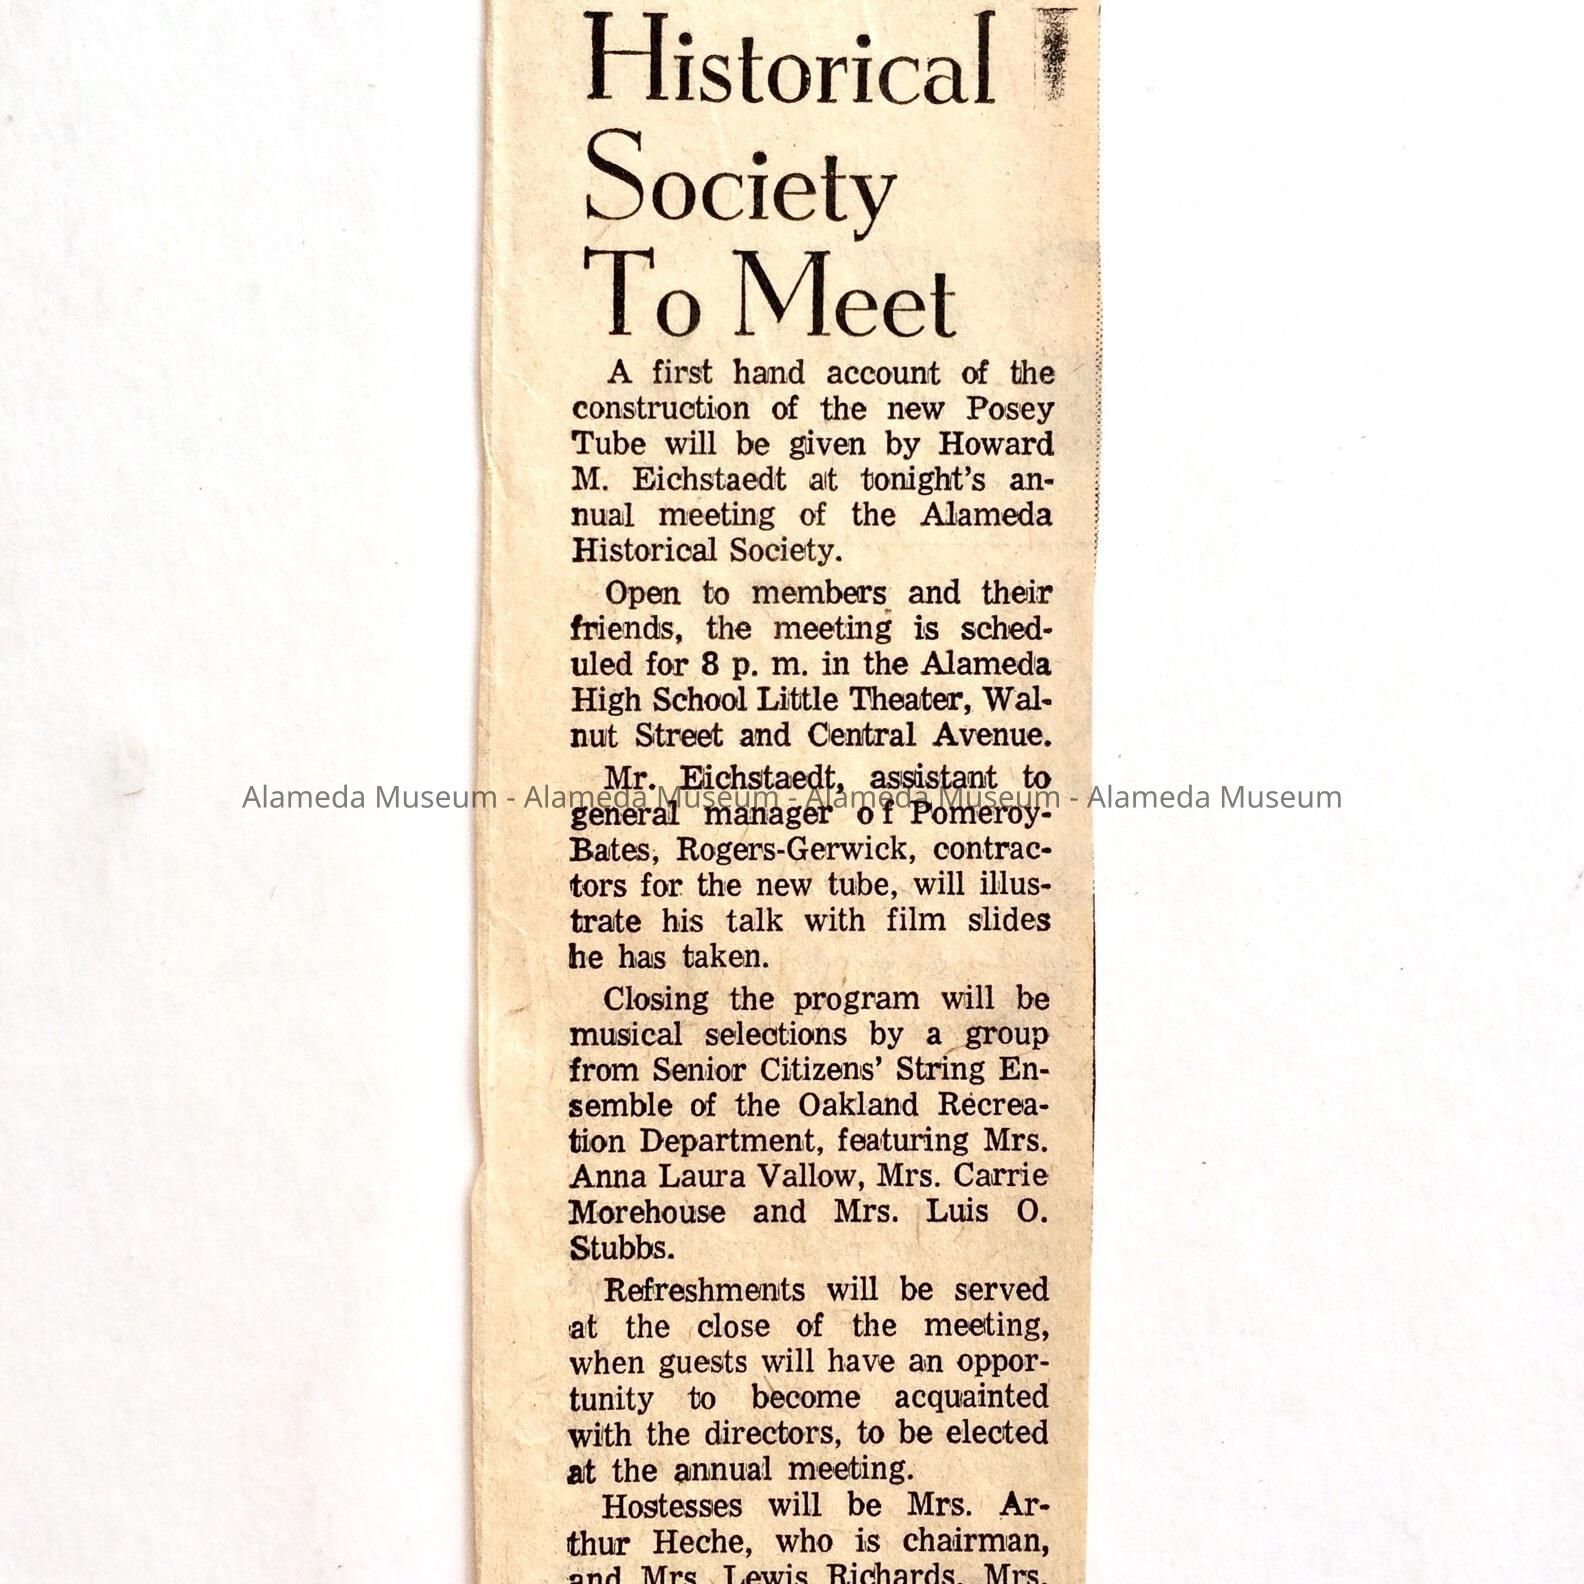 Historical
Society
To Meet
A first hand account of the
construction of the new Posey
Tube will be given by Howard
M. Eichstaedt at tonight's an-
nual meeting of the Alameda
Historical Society.
Open to members and their
friends, the meeting is sched-
uled for 8 p. m. in the Alameda
High School Little Theater, Wal-
nut Street and Central Avenue.
Mr. Eichstaedt, assistant to
Alameda Museum - Alameda Museum - Alameda Museum - Alameda Museum
general manager of Pomeroy-
Bates, Rogers-Gerwick, contrac-
tors for the new tube, will illus-
trate his talk with film slides
he has taken.
Closing the program will be
musical selections by a group
from Senior Citizens' String En-
semble of the Oakland Recrea-
tion Department, featuring Mrs.
Anna Laura Vallow, Mrs. Carrie
Morehouse and Mrs. Luis O.
Stubbs.
Refreshments will be served
at the close of the meeting,
when guests will have an oppor-
tunity to become acquainted
with the directors, to be elected
at the annual meeting.
Hostesses will be Mrs. Ar-
thur Heche, who is chairman,
and Mrs. Lewis Richards, Mrs.